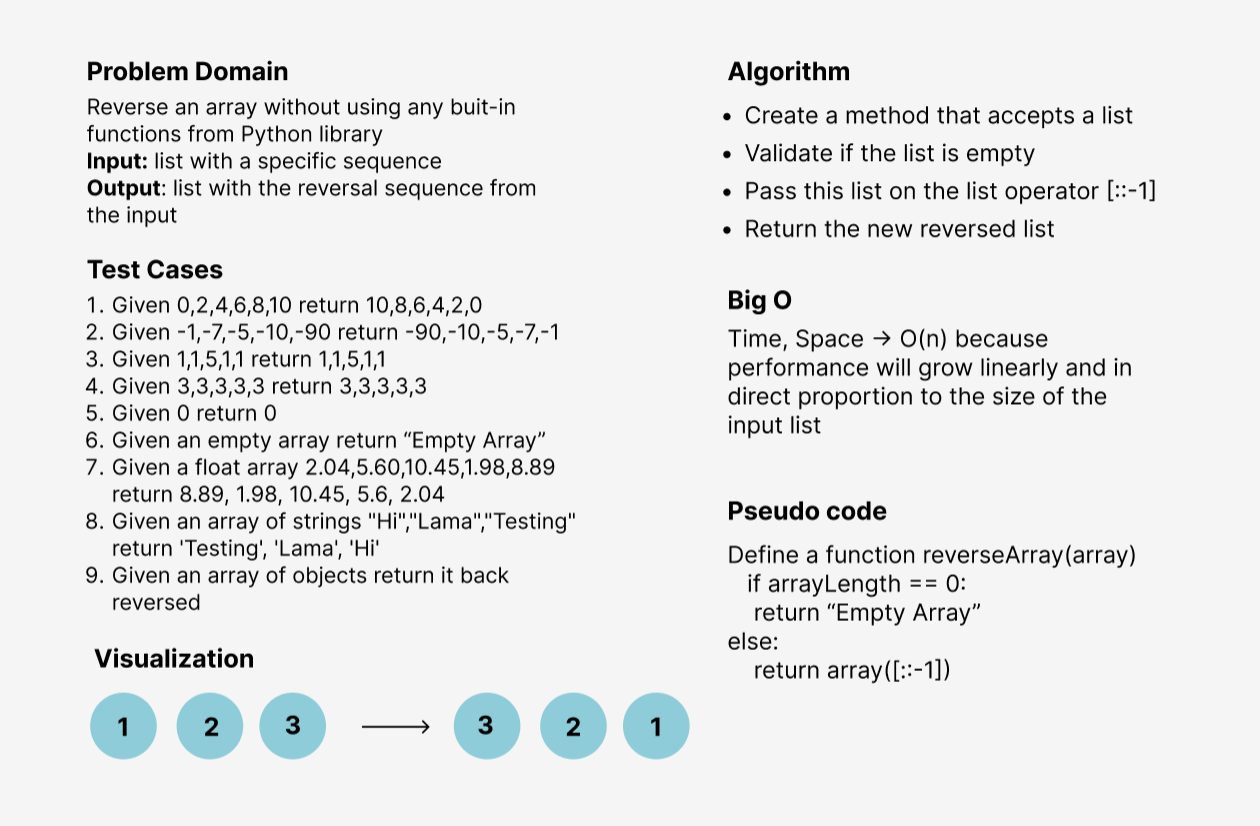 Problem Domain
Reverse an array without using any buit-in
functions from Python library
Input: list with a specific sequence
Output: list with the reversal sequence from
the input
Test Cases
1. Given 0,2,4,6,8,10 return 10,8,6,4,2,0
2. Given -1,-7,-5,-10,-90 return -90,-10,-5,-7,-1
3. Given 1,1,5,1,1 return 1,1,5,1,1
4. Given 3,3,3,3,3 return 3,3,3,3,3
5. Given 0 return 0
6. Given an empty array return “Empty Array”
7. Given a float array 2.04,5.60,10.45,1.98,8.89
return 8.89, 1.98, 10.45, 5.6, 2.04
8. Given an array of strings "Hi","Lama","Testing"
return 'Testing', 'Lama', 'Hi'
9. Given an array of objects return it back
reversed
Visualization
1 2 3 → 3 2 1
Algorithm
• Create a method that accepts a list
• Validate if the list is empty
• Pass this list on the list operator [::-1]
• Return the new reversed list
Big O
Time, Space → O(n) because
performance will grow linearly and in
direct proportion to the size of the
input list
Pseudo code
Define a function reverseArray(array)
if arrayLength == 0:
return “Empty Array”
else:
return array([::-1])